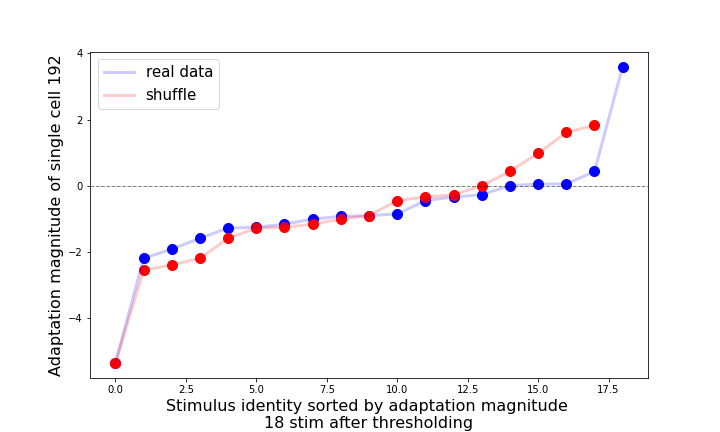 real data
shuffle
Adaptation magnitude of single cell 192
4
2
0
−2
−4
0.0 2.5 5.0 7.5 10.0 12.5 15.0 17.5
Stimulus identity sorted by adaptation magnitude
18 stim after thresholding